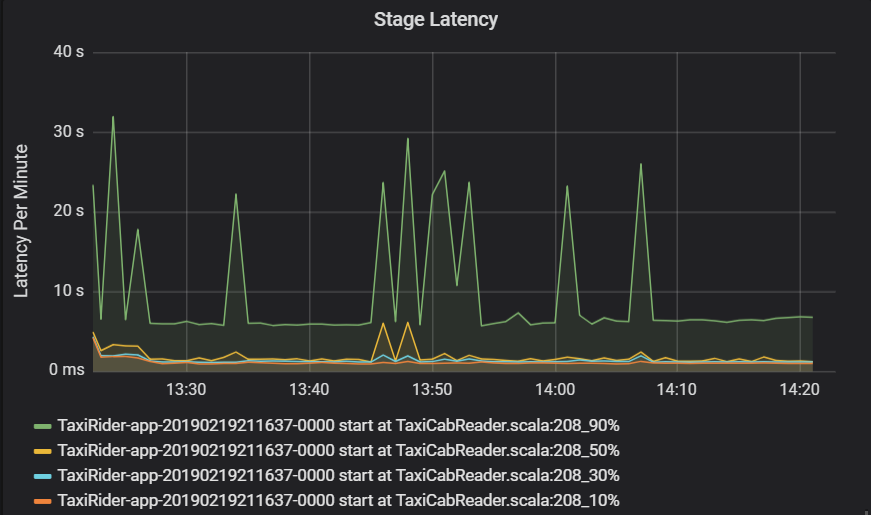 Stage Latency
Latency Per Minute
40 s
30 s
20 s
10 s
0 ms
13:30 13:40 13:50 14:00 14:10 14:20
TaxiRider-app-20190219211637-0000 start at TaxiCabReader.scala:208_90%
TaxiRider-app-20190219211637-0000 start at TaxiCabReader.scala:208_50%
TaxiRider-app-20190219211637-0000 start at TaxiCabReader.scala:208_30%
TaxiRider-app-20190219211637-0000 start at TaxiCabReader.scala:208_10%